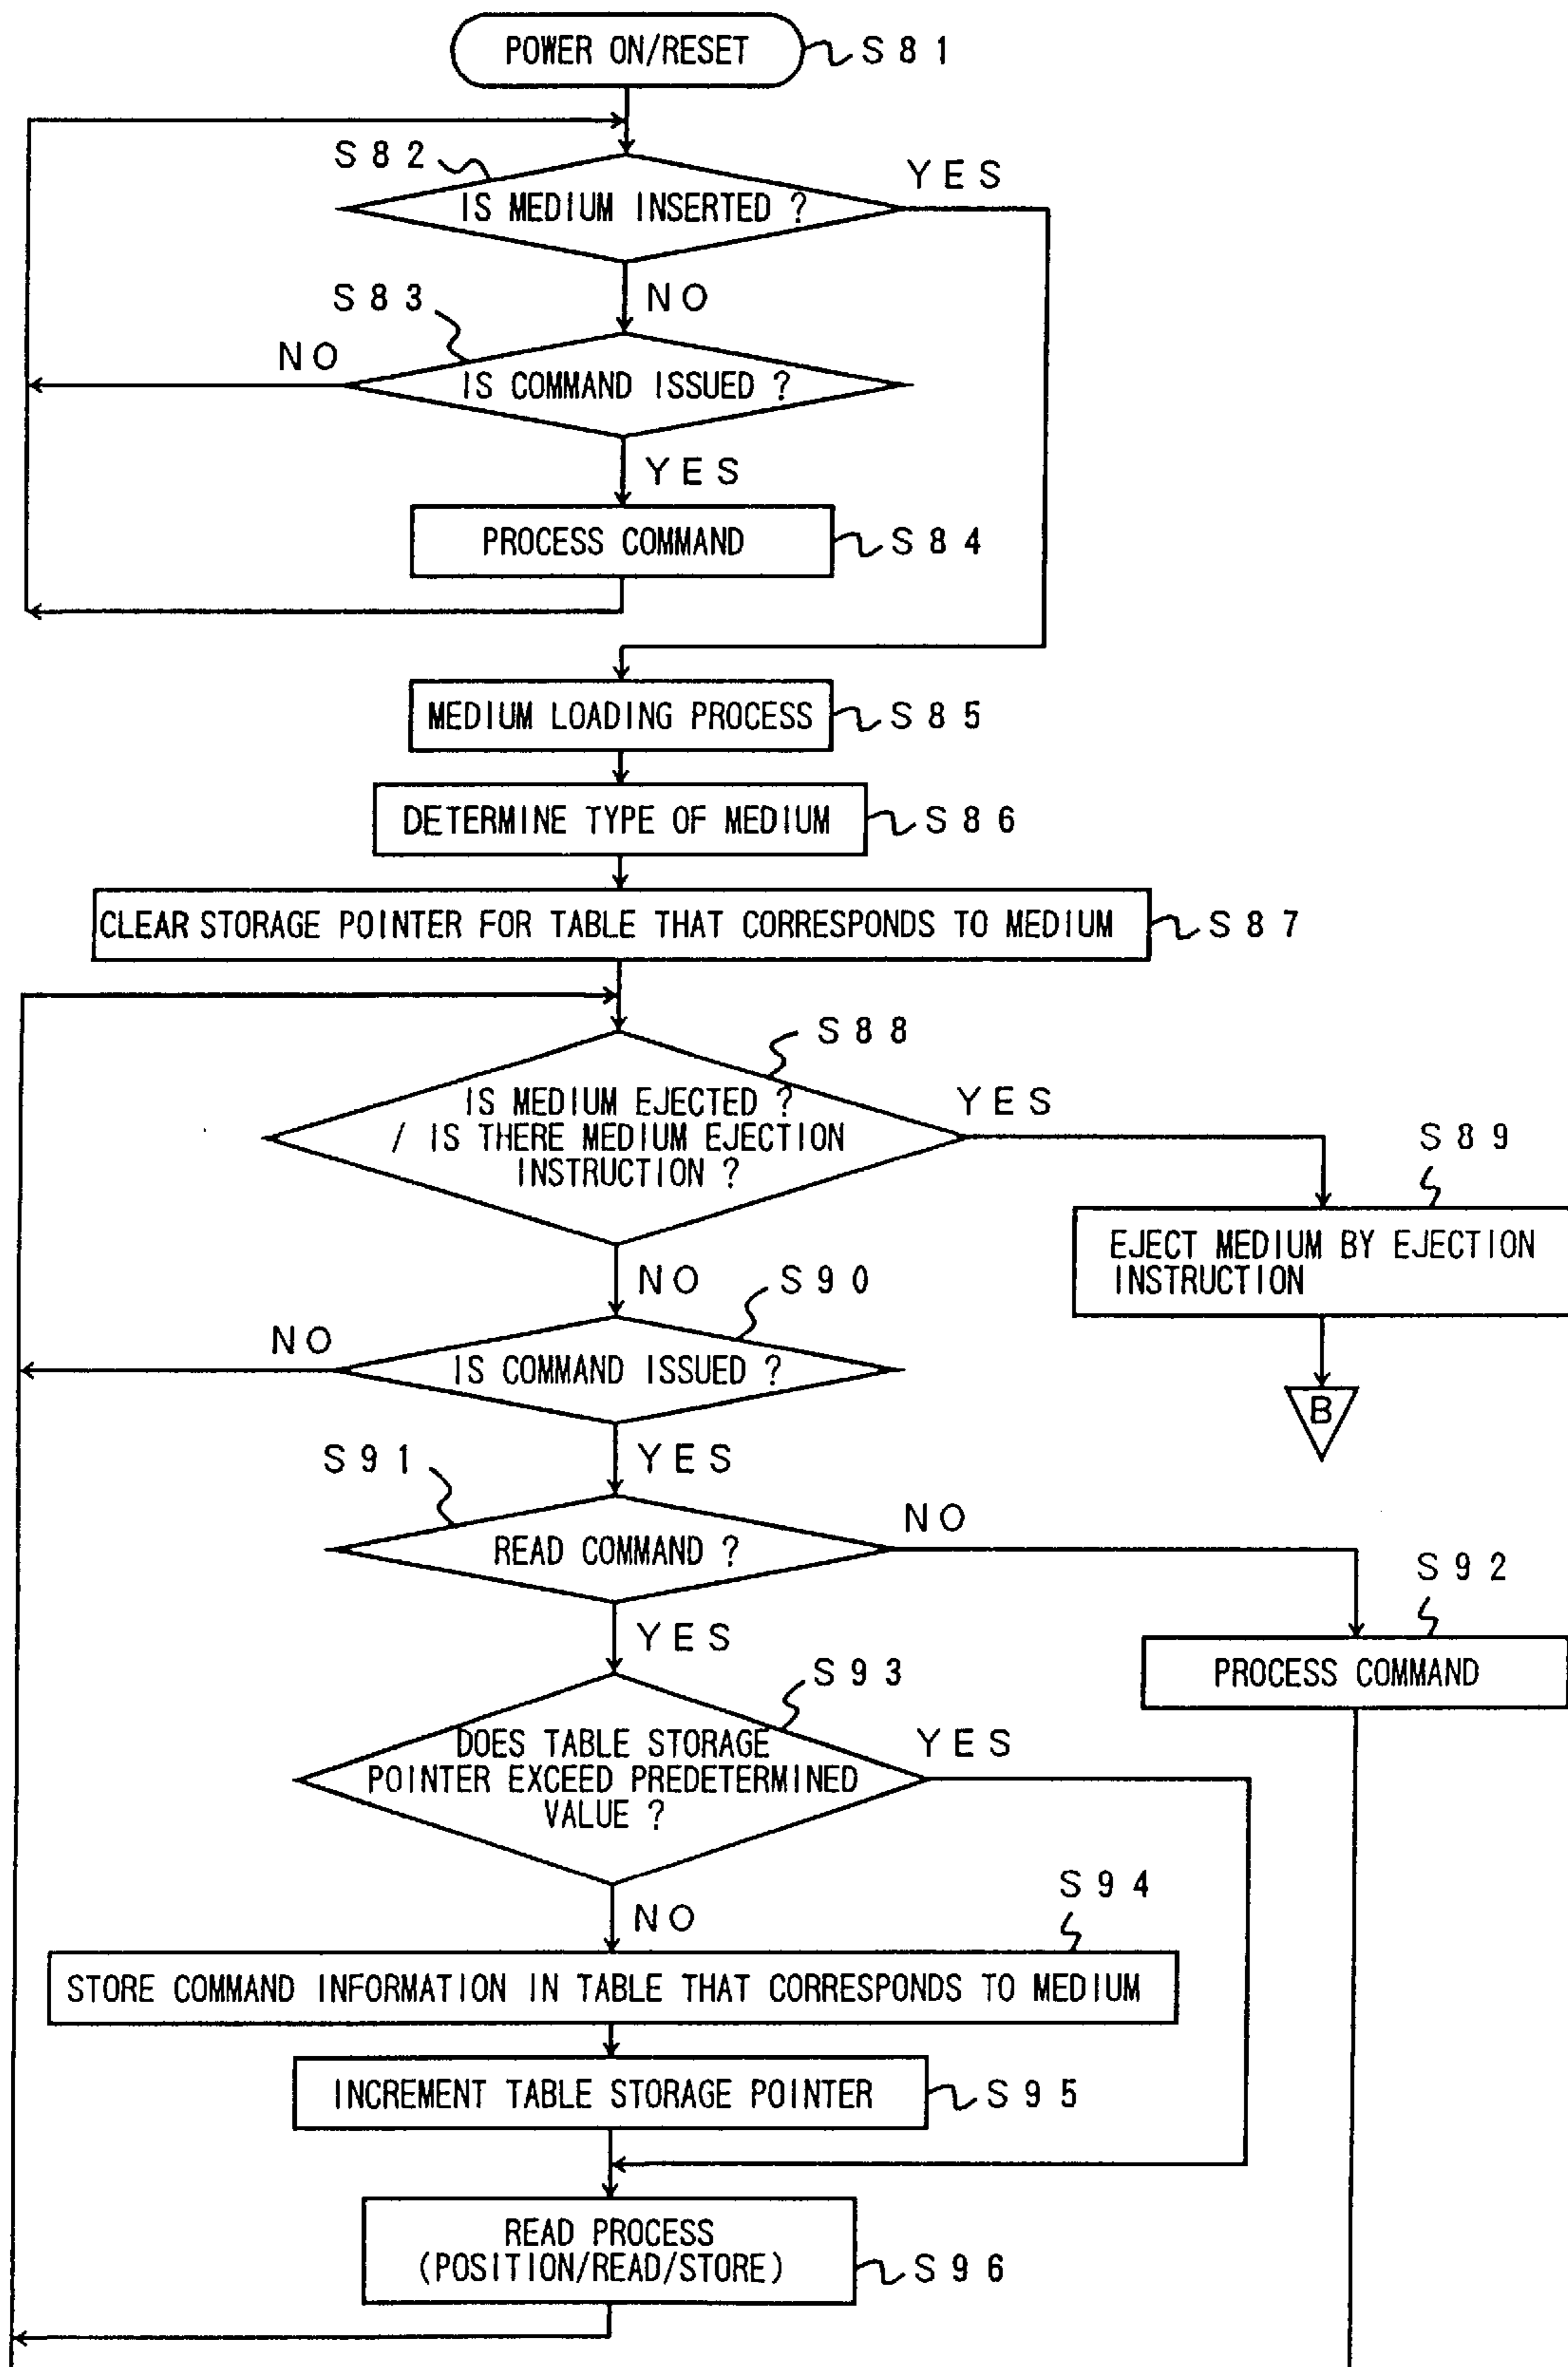 POWER ON/RESET
S81
S82
YES
IS MEDIUM INSERTED ?
NO
S83
NO
IS COMMAND ISSUED ?
YES
PROCESS COMMAND
S84
MEDIUM LOADING PROCESS
S85
DETERMINE TYPE OF MEDIUM
S86
CLEAR STORAGE POINTER FOR TABLE THAT CORRESPONDS TO MEDIUM
S87
S88
IS MEDIUM EJECTED ?
/ IS THERE MEDIUM EJECTION
INSTRUCTION ?
YES
S89
EJECT MEDIUM BY EJECTION
INSTRUCTION
B
NO
S90
NO
IS COMMAND ISSUED ?
YES
S91
READ COMMAND ?
NO
S92
PROCESS COMMAND
YES
S93
DOES TABLE STORAGE
POINTER EXCEED PREDETERMINED
VALUE ?
YES
NO
S94
STORE COMMAND INFORMATION IN TABLE THAT CORRESPONDS TO MEDIUM
INCREMENT TABLE STORAGE POINTER
S95
READ PROCESS
(POSITION/READ/STORE)
S96